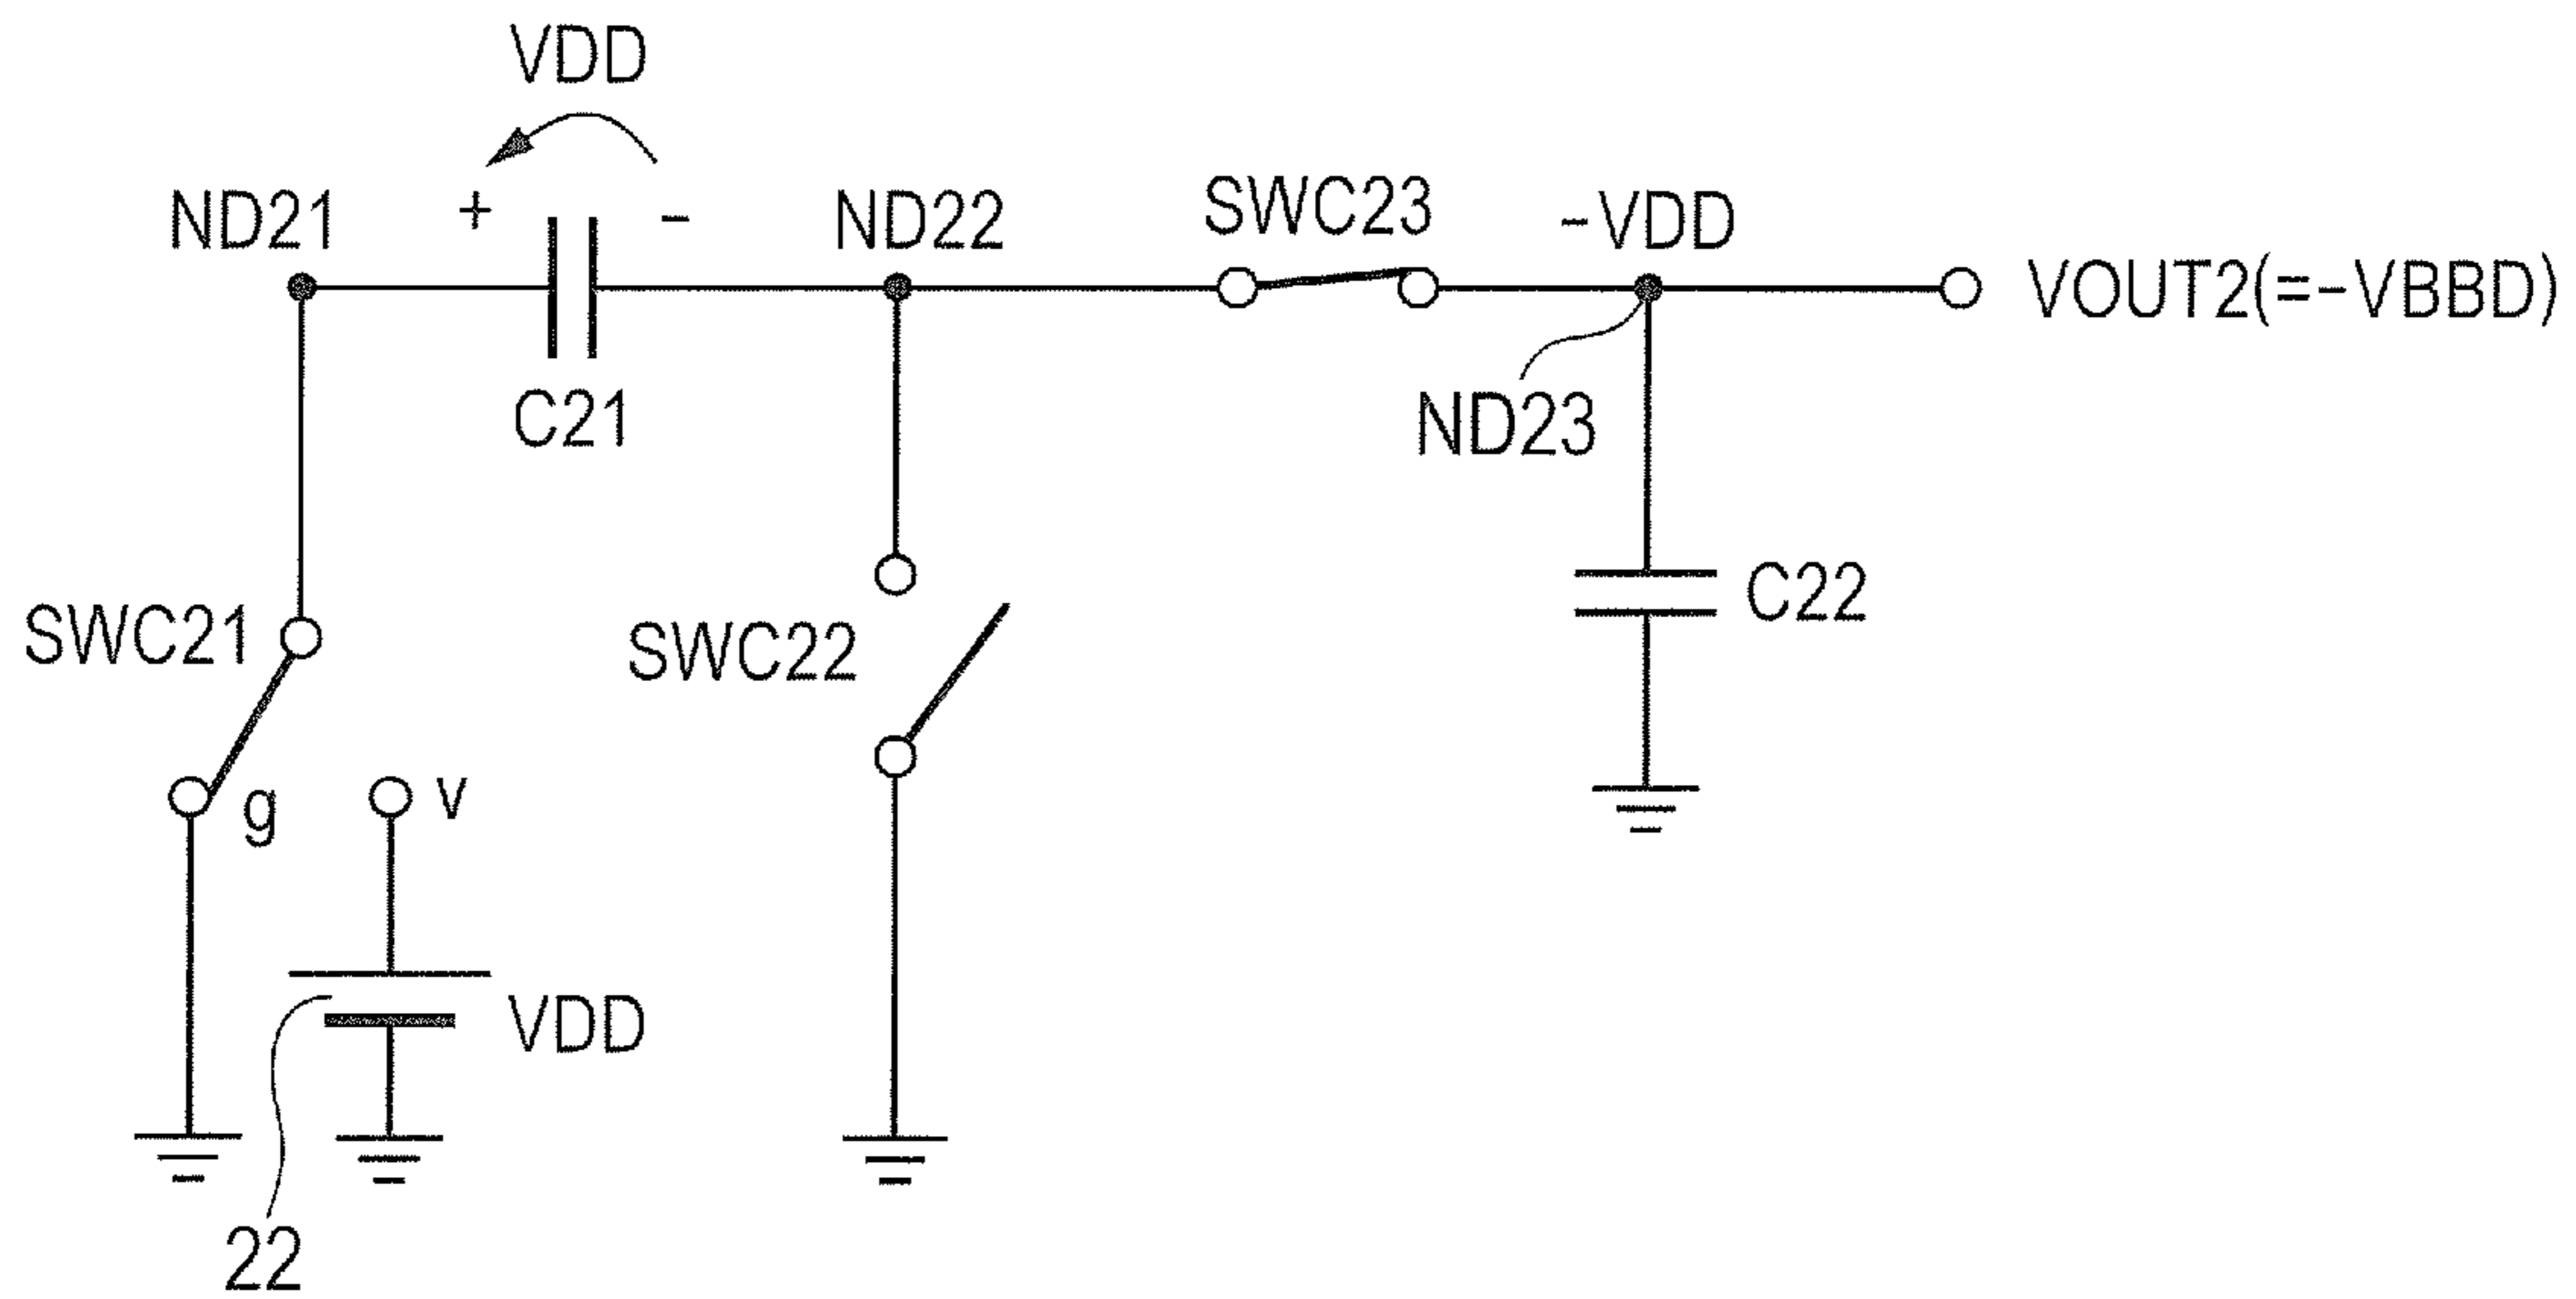 VDD
ND21
+
-
ND22
SWC23
-VDD
VOUT2(=-VBBD)
C21
ND23
C22
SWC21
SWC22
g
v
VDD
22